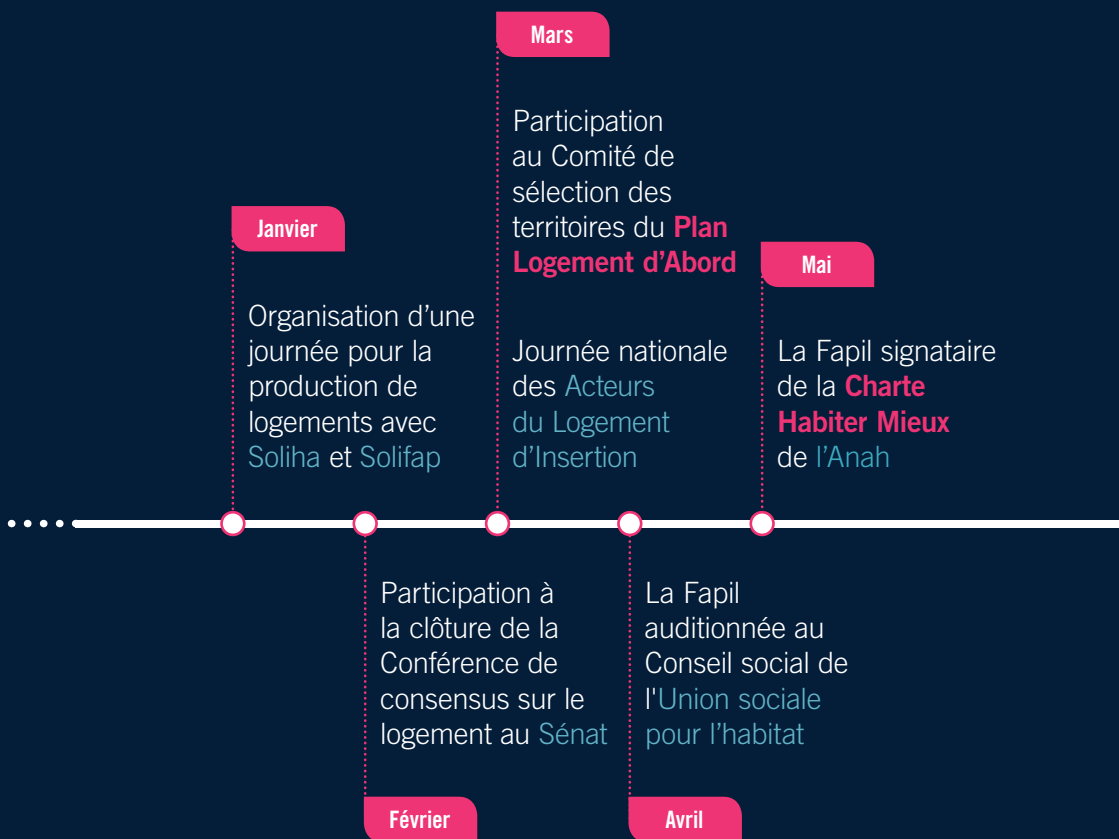 Janvier
Organisation d’une
journée pour la
production de
logements avec
Soliha et Solifap
Participation à
la clôture de la
Conférence de
consensus sur le
logement au Sénat
Février
Mars
Participation
au Comité de
sélection des
territoires du Plan
Logement d’Abord
Journée nationale
des Acteurs
du Logement
d’Insertion
La Fapil
auditionnée au
Conseil social de
l'Union sociale
pour l’habitat
Avril
Mai
La Fapil signataire
de la Charte
Habiter Mieux
de l’Anah